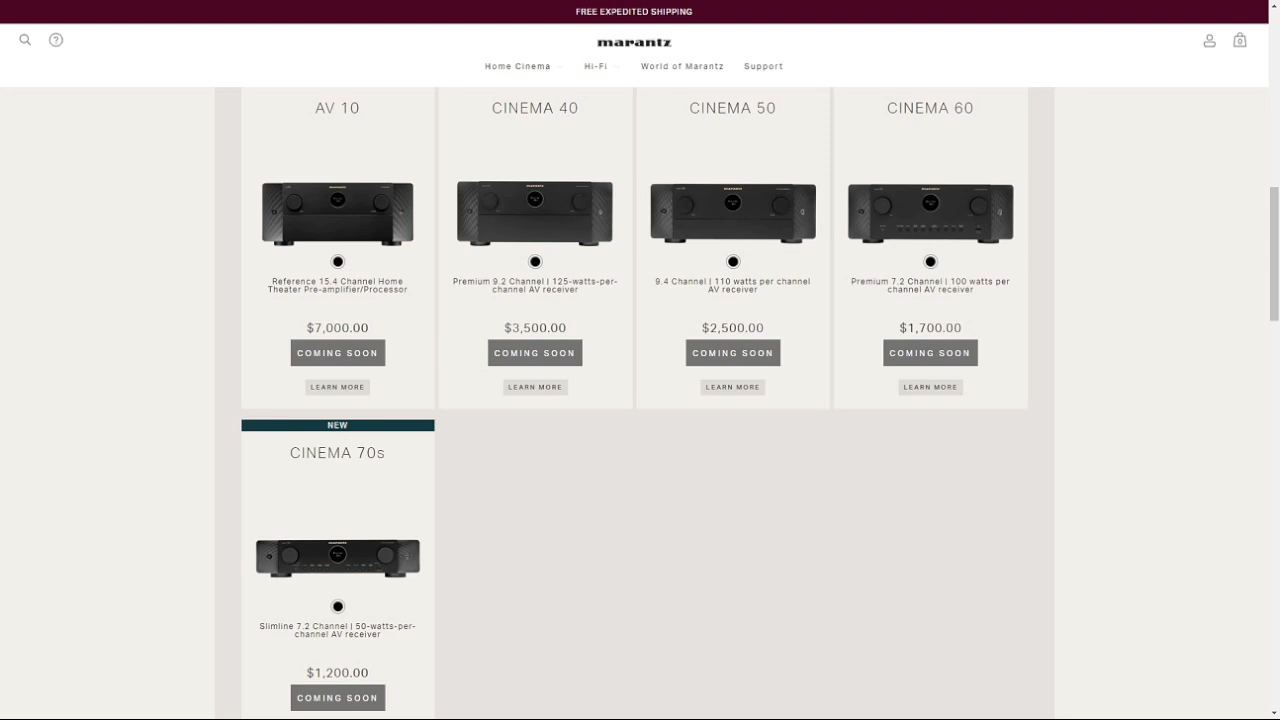 FREE EXPEDITED SHIPPING
marantz
0
Home Cinema
Hi-Fi
World of Marantz
Support
AV 10
CINEMA 40
CINEMA 50
CINEMA 60
Reference 15.4 Channel Home
Theater Pre-amplifier/Processor
Premium 9.2 Channel | 125-watts-per-
channel AV receiver
9.4 Channel | 110 watts per channel
AV receiver
Premium 7.2 Channel | 100 watts per
channel AV receiver
$7,000.00
$3,500.00
$2,500.00
$1,700.00
COMING SOON
COMING SOON
COMING SOON
COMING SOON
LEARN MORE
LEARN MORE
LEARN MORE
LEARN MORE
NEW
CINEMA 70s
Slimline 7.2 Channel | 50-watts-per-
channel AV receiver
$1,200.00
COMING SOON